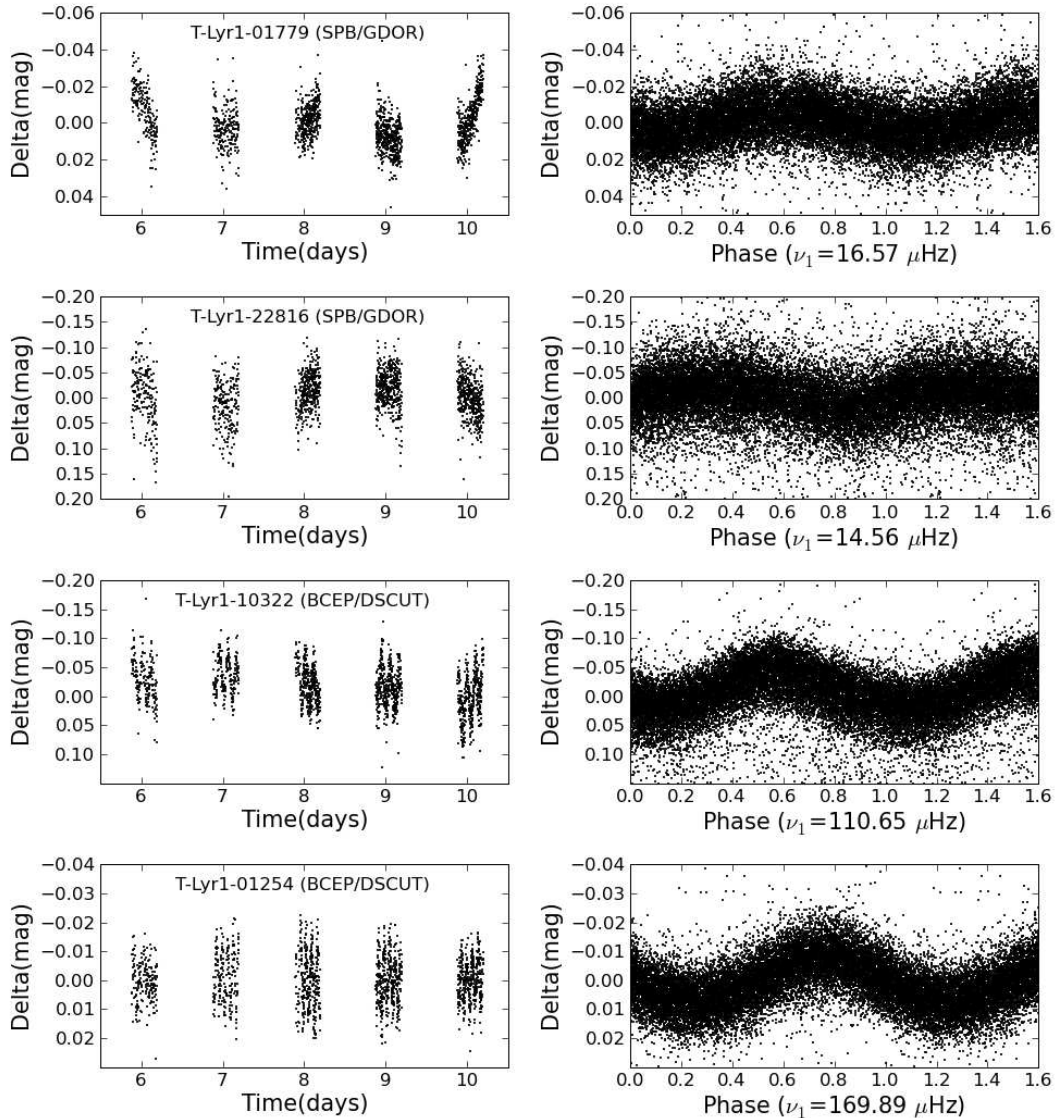 T-Lyr1-01779 (SPB/GDOR)
Delta(mag)
−0.06
−0.04
−0.02
0.00
0.02
0.04
6 7 8 9 10
Time(days)
Delta(mag)
−0.06
−0.04
−0.02
0.00
0.02
0.04
0.0 0.2 0.4 0.6 0.8 1.0 1.2 1.4 1.6
Phase (ν₁=16.57 μHz)
T-Lyr1-22816 (SPB/GDOR)
Delta(mag)
−0.20
−0.15
−0.10
−0.05
0.00
0.05
0.10
0.15
0.20
6 7 8 9 10
Time(days)
Delta(mag)
−0.20
−0.15
−0.10
−0.05
0.00
0.05
0.10
0.15
0.20
0.0 0.2 0.4 0.6 0.8 1.0 1.2 1.4 1.6
Phase (ν₁=14.56 μHz)
T-Lyr1-10322 (BCEP/DSCUT)
Delta(mag)
−0.20
−0.15
−0.10
−0.05
0.00
0.05
0.10
6 7 8 9 10
Time(days)
Delta(mag)
−0.20
−0.15
−0.10
−0.05
0.00
0.05
0.10
0.0 0.2 0.4 0.6 0.8 1.0 1.2 1.4 1.6
Phase (ν₁=110.65 μHz)
T-Lyr1-01254 (BCEP/DSCUT)
Delta(mag)
−0.04
−0.03
−0.02
−0.01
0.00
0.01
0.02
6 7 8 9 10
Time(days)
Delta(mag)
−0.04
−0.03
−0.02
−0.01
0.00
0.01
0.02
0.0 0.2 0.4 0.6 0.8 1.0 1.2 1.4 1.6
Phase (ν₁=169.89 μHz)